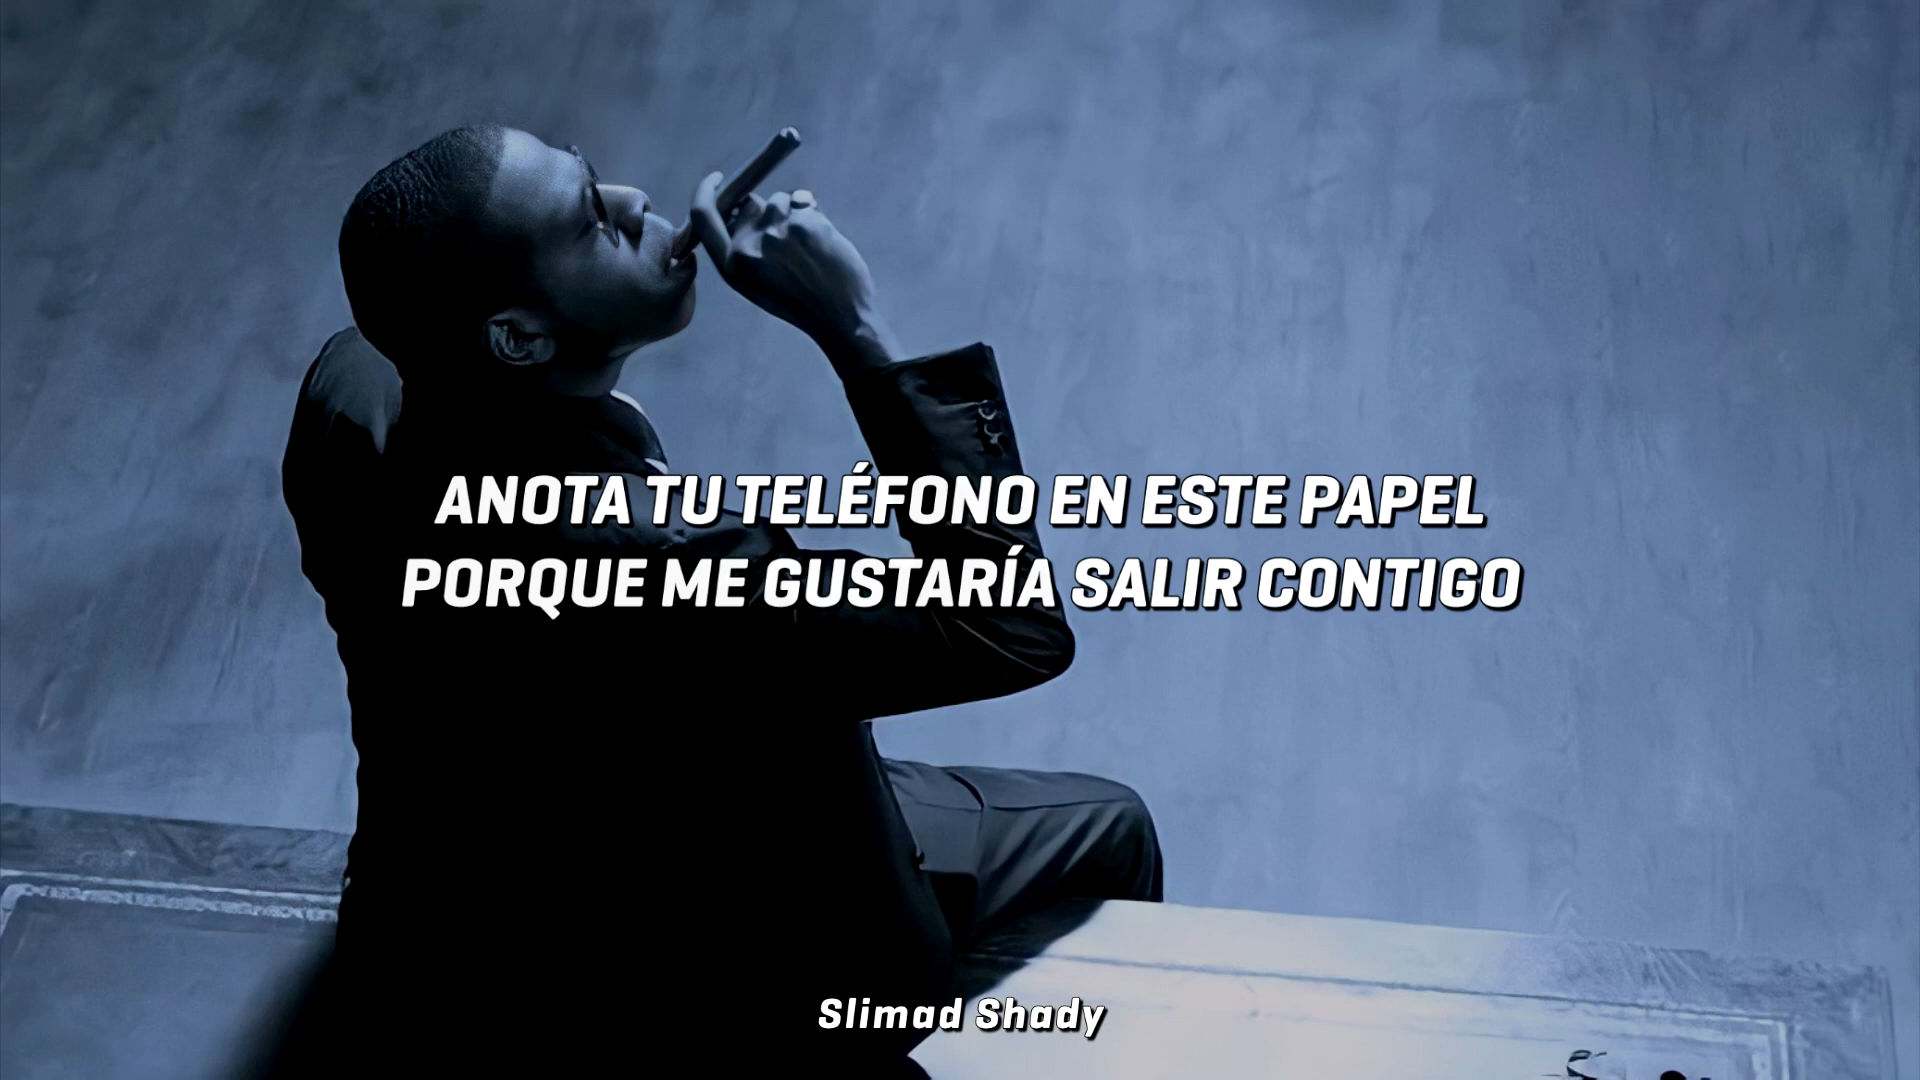 ANOTA TU TELÉFONO EN ESTE PAPEL
PORQUE ME GUSTARÍA SALIR CONTIGO
Slimad Shady